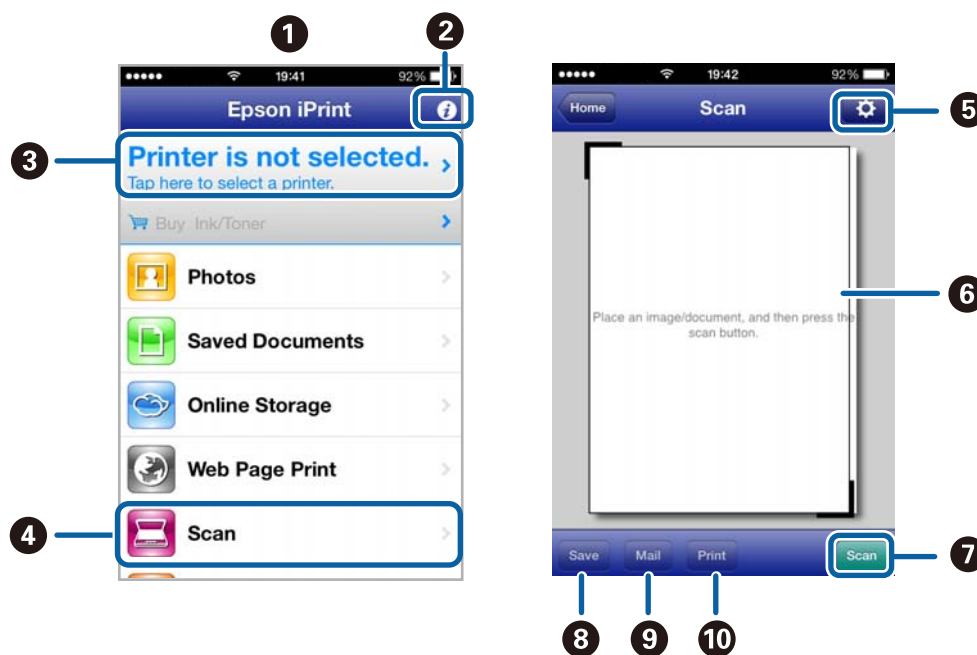 1
2
19:41
92%
Epson iPrint
i
3
Printer is not selected.
Tap here to select a printer.
Buy Ink/Toner
Photos
Saved Documents
Online Storage
Web Page Print
4
Scan
19:42
92%
Home
Scan
5
6
Place an image/document, and then press the
scan button.
Save
Mail
Print
Scan
7
8
9
10